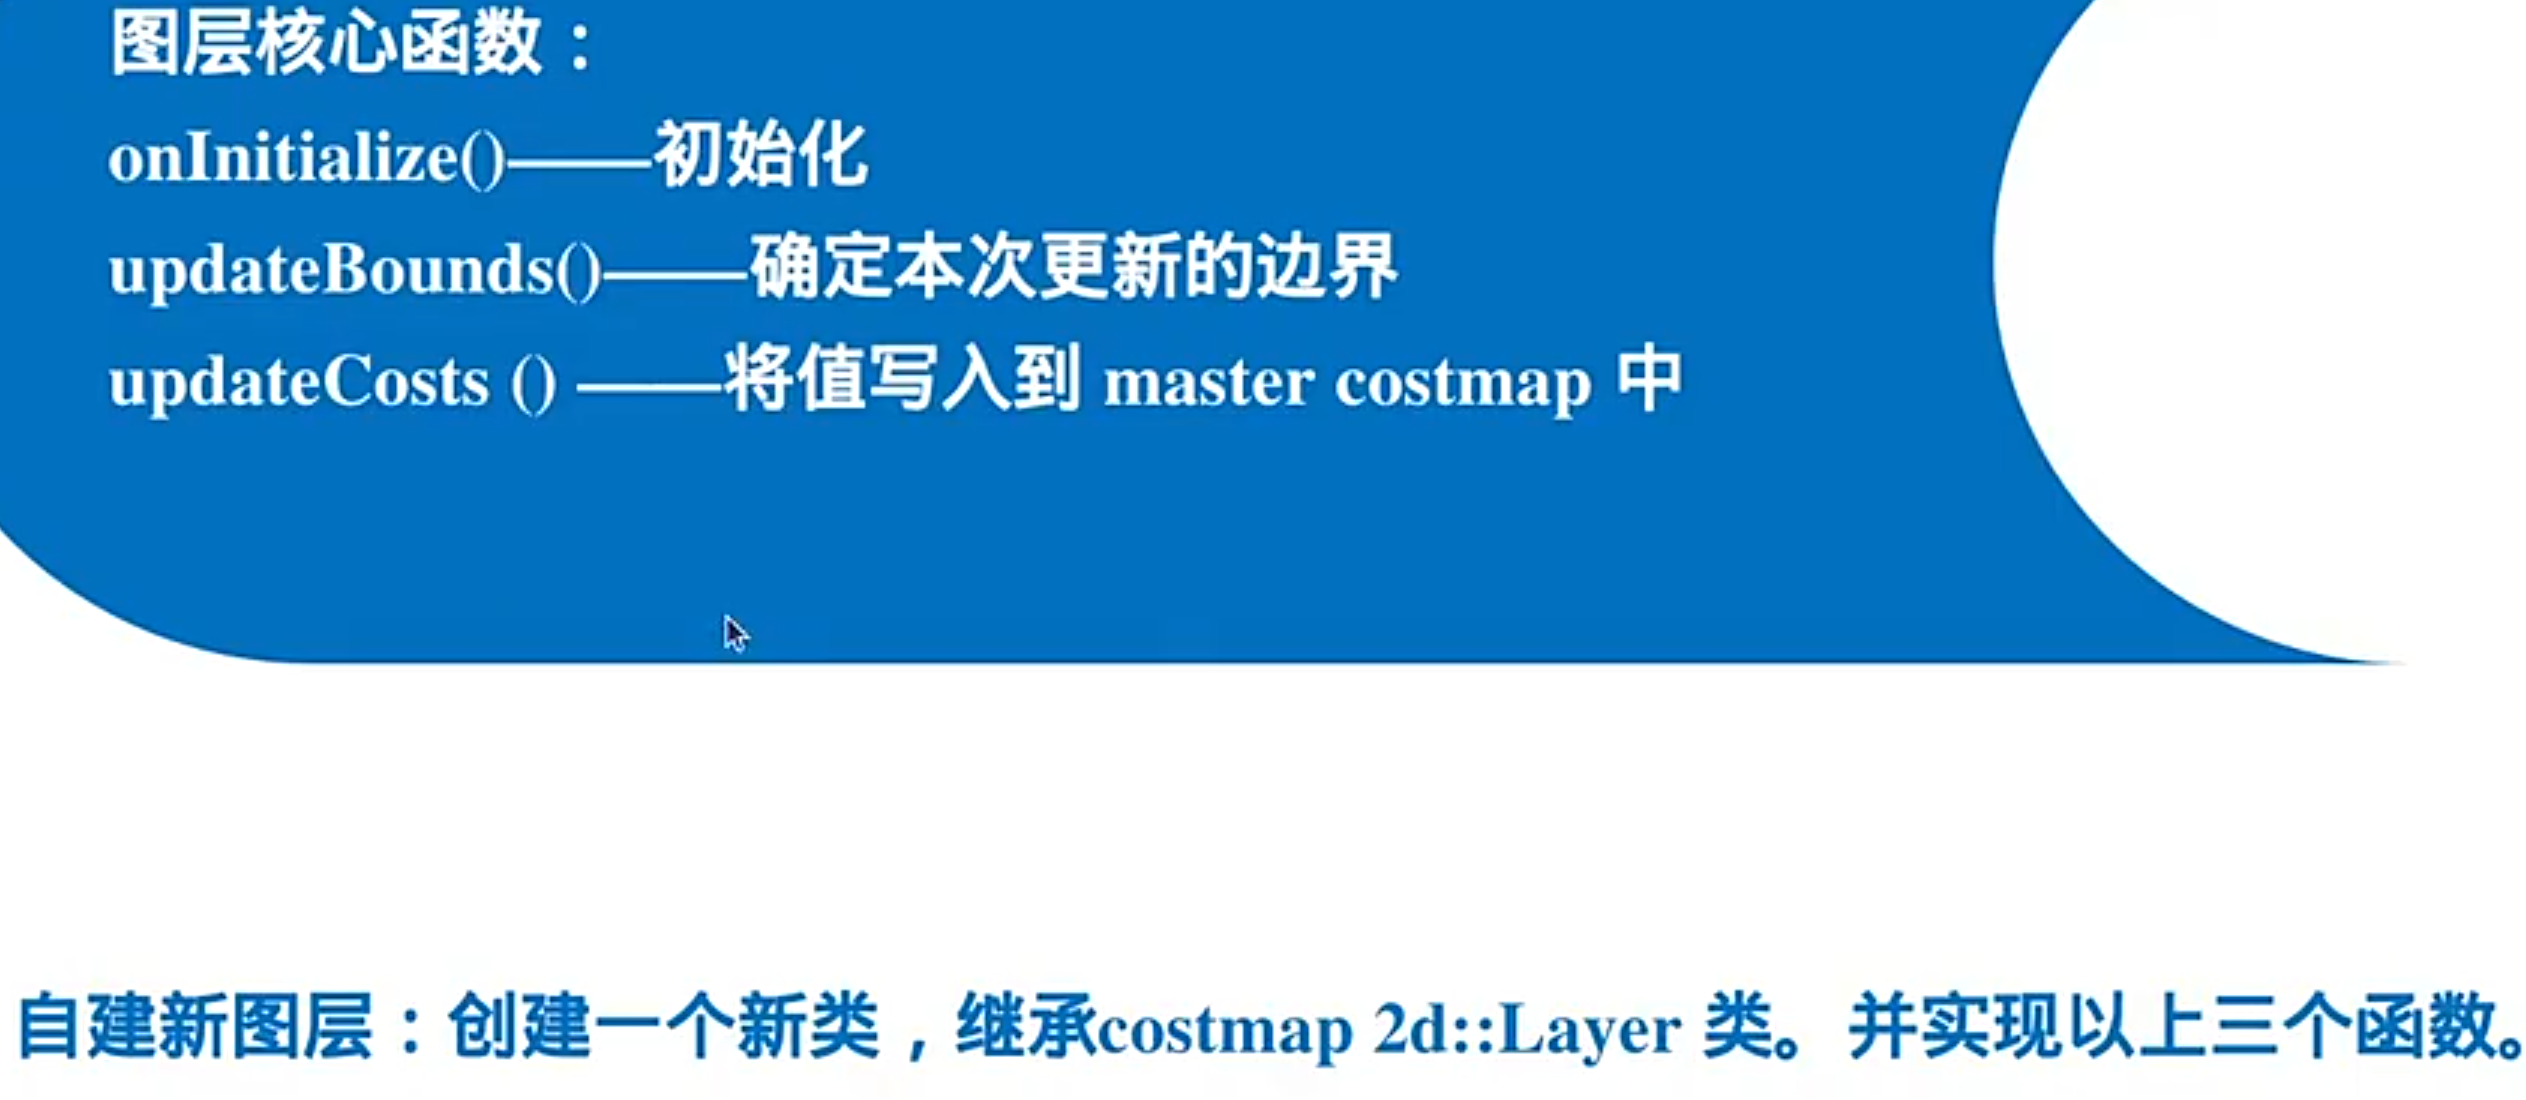 图层核心函数：
onInitialize()——初始化
updateBounds()——确定本次更新的边界
updateCosts () ——将值写入到 master costmap 中
自建新图层：创建一个新类，继承costmap 2d::Layer 类。并实现以上三个函数。